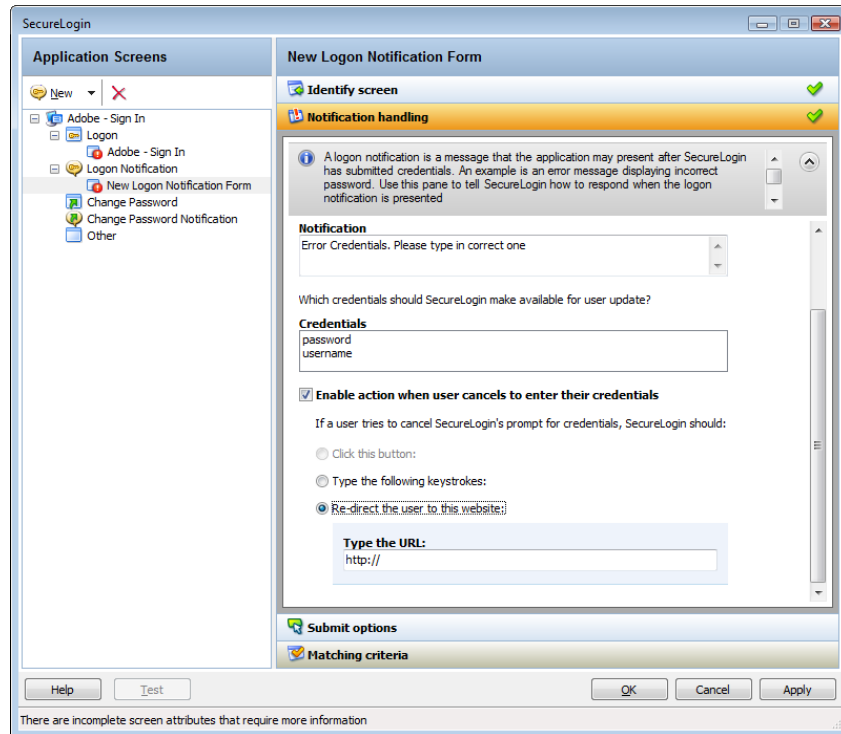 SecureLogin
Application Screens
New
Adobe - Sign In
Logon
Adobe - Sign In
Logon Notification
New Logon Notification Form
Change Password
Change Password Notification
Other
New Logon Notification Form
Identify screen
Notification handling
A logon notification is a message that the application may present after SecureLogin
has submitted credentials. An example is an error message displaying incorrect
password. Use this pane to tell SecureLogin how to respond when the logon
notification is presented
Notification
Error Credentials. Please type in correct one
Which credentials should SecureLogin make available for user update?
Credentials
password
username
Enable action when user cancels to enter their credentials
If a user tries to cancel SecureLogin's prompt for credentials, SecureLogin should:
Click this button:
Type the following keystrokes:
Re-direct the user to this website:
Type the URL:
http://
Submit options
Matching criteria
Help
Test
OK
Cancel
Apply
There are incomplete screen attributes that require more information